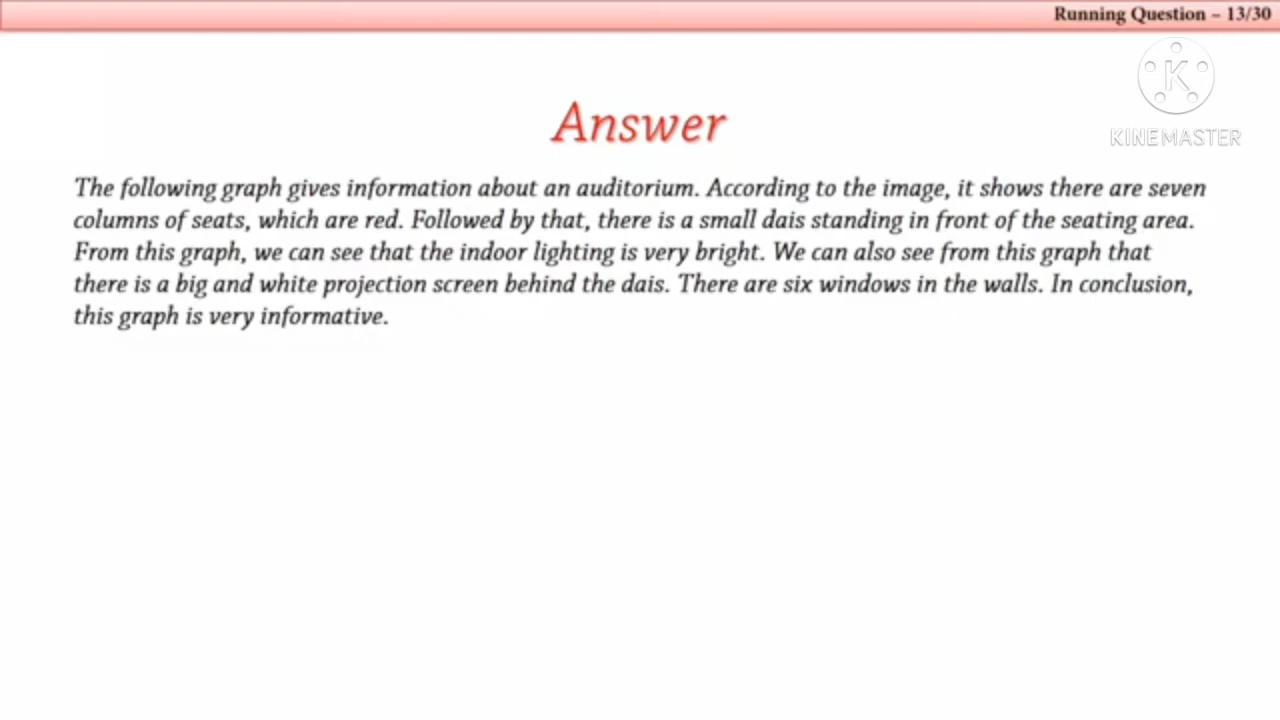 Running Question – 13/30
KINEMASTER
Answer
The following graph gives information about an auditorium. According to the image, it shows there are seven
columns of seats, which are red. Followed by that, there is a small dais standing in front of the seating area.
From this graph, we can see that the indoor lighting is very bright. We can also see from this graph that
there is a big and white projection screen behind the dais. There are six windows in the walls. In conclusion,
this graph is very informative.